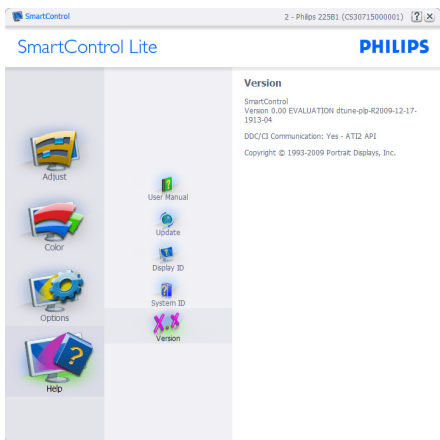 SmartControl
2 - Philips 225B1 (CS30715000001)
SmartControl Lite
PHILIPS
Adjust
Color
Options
Help
User Manual
Update
Display ID
System ID
X.X
Version
Version
SmartControl
Version 0.00 EVALUATION dtune-plp-R2009-12-17-
1913-04
DDC/CI Communication: Yes - ATI2 API
Copyright © 1993-2009 Portrait Displays, Inc.